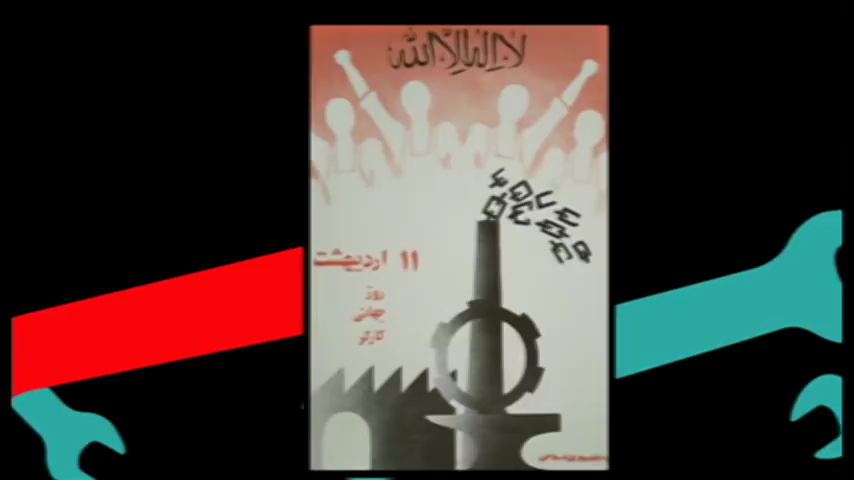 لا اله الا الله
۱۱ اردیبهشت
روز
جهانی
کارگر